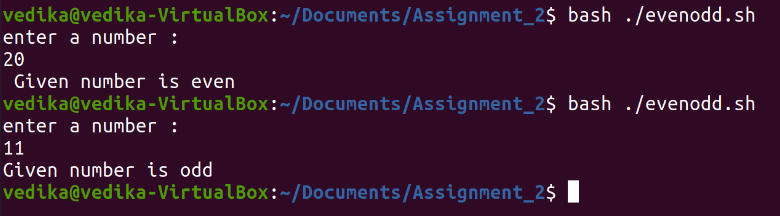 vedika@vedika-VirtualBox:~/Documents/Assignment_2$ bash ./evenodd.sh
enter a number :
20
 Given number is even
vedika@vedika-VirtualBox:~/Documents/Assignment_2$ bash ./evenodd.sh
enter a number :
11
Given number is odd
vedika@vedika-VirtualBox:~/Documents/Assignment_2$